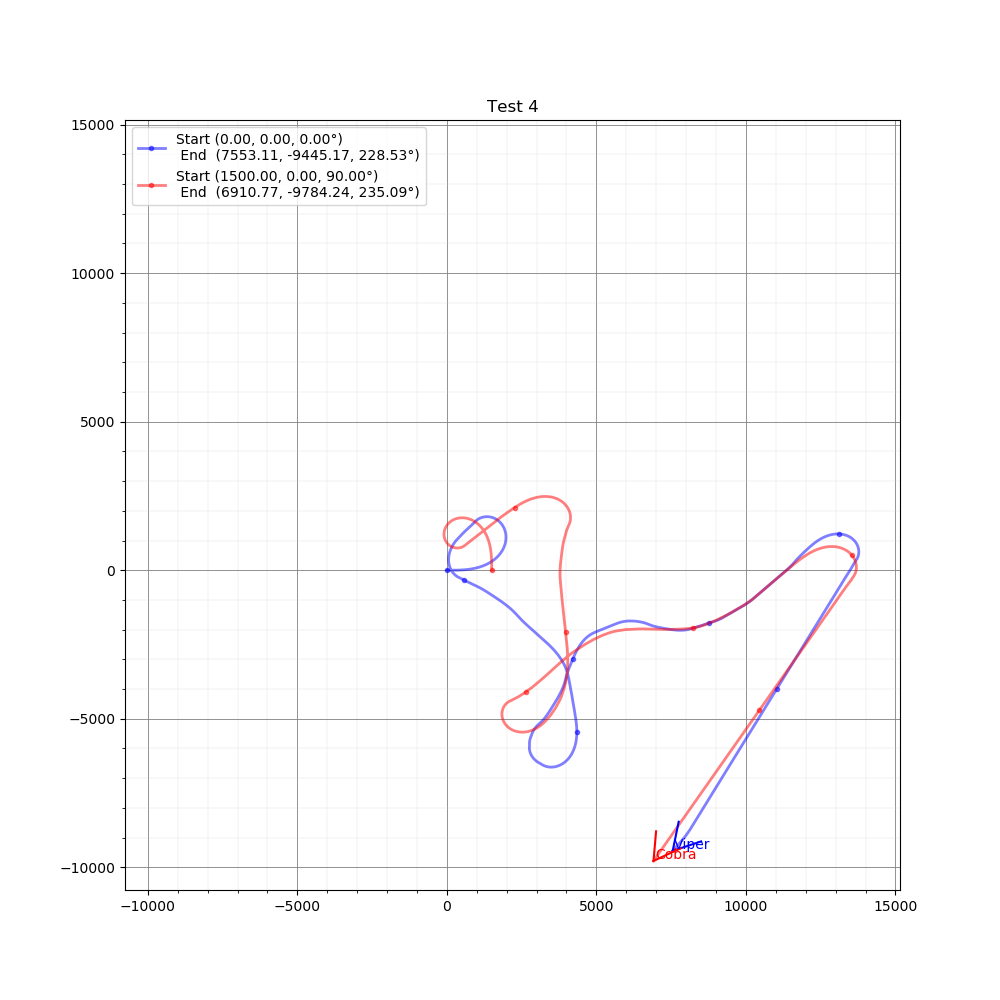 Test 4
Start (0.00, 0.00, 0.00°)
End (7553.11, -9445.17, 228.53°)
Start (1500.00, 0.00, 90.00°)
End (6910.77, -9784.24, 235.09°)
15000
10000
5000
0
−5000
−10000
Viper
Cobra
−10000 −5000 0 5000 10000 15000